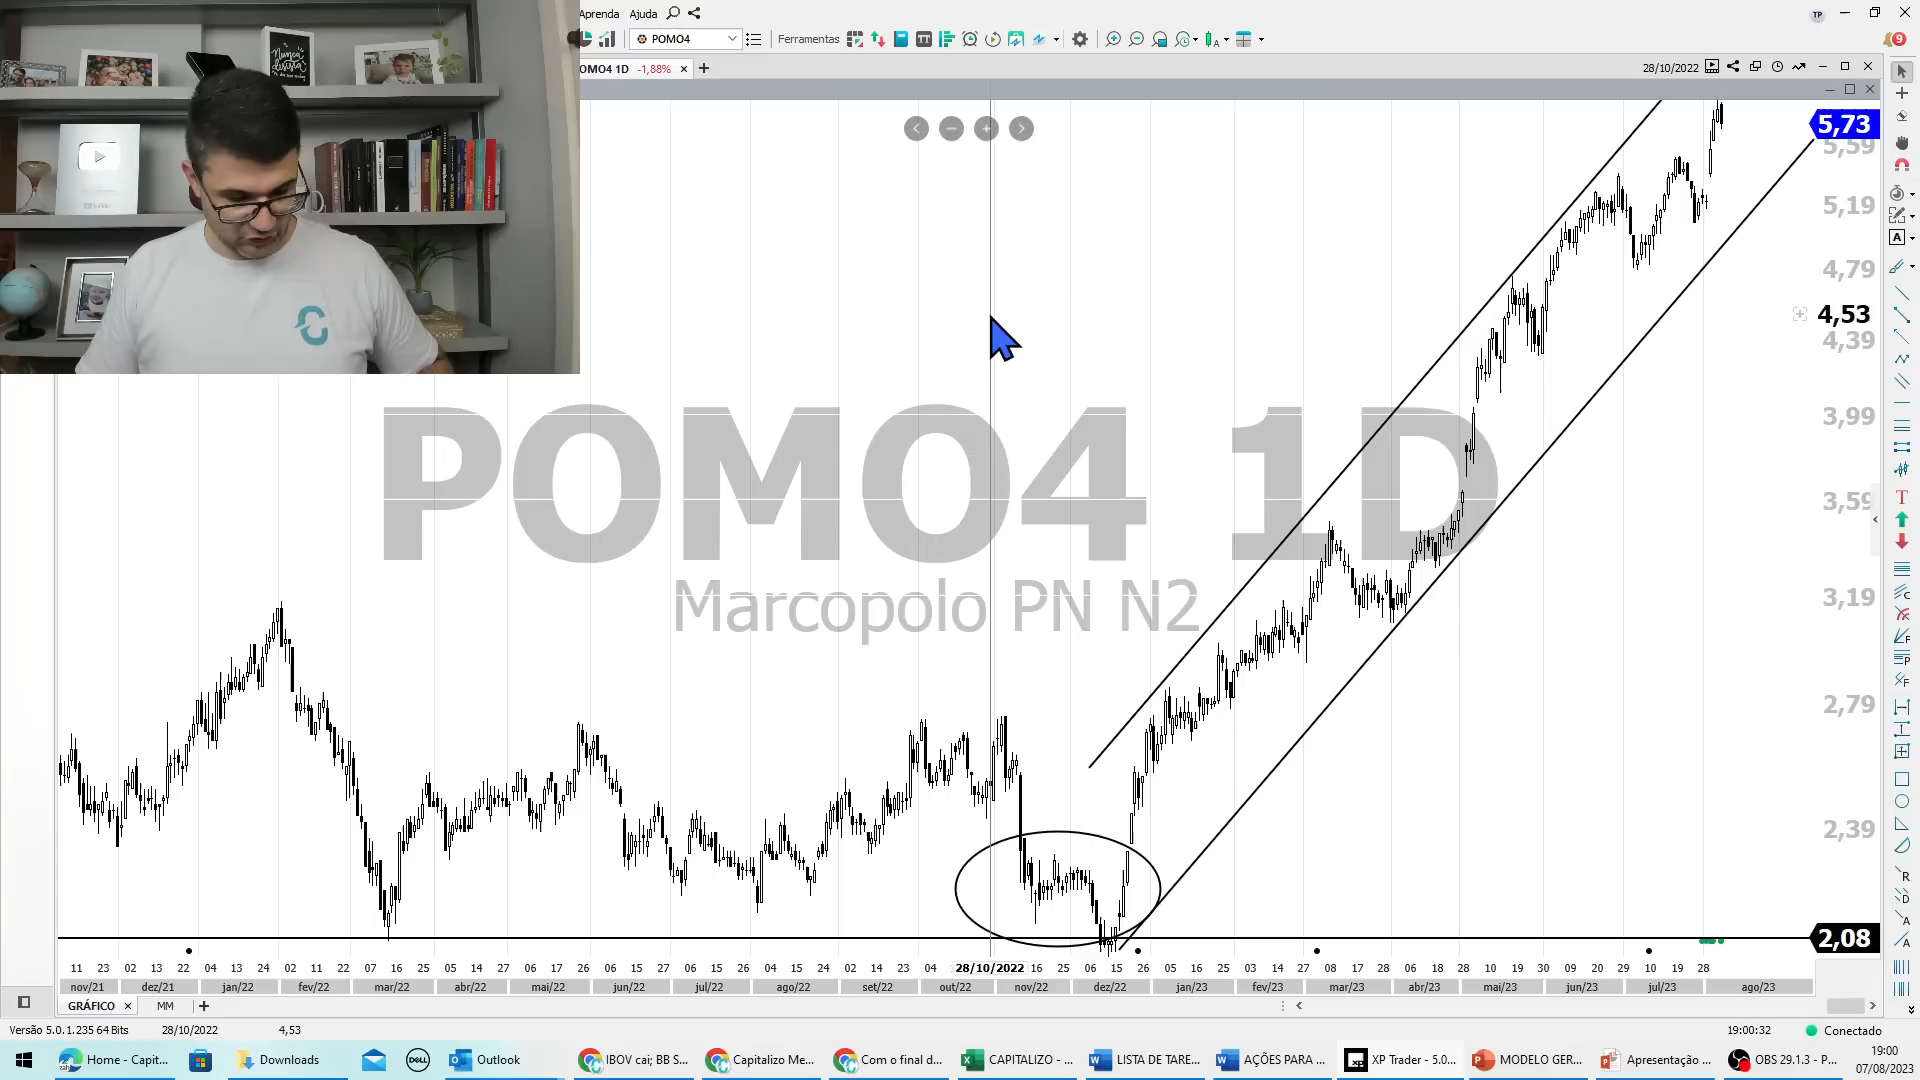 Aprenda Ajuda
TP
POMO4
Ferramentas
9
OMO4 1D -1,88%
28/10/2022
NUNCA
desista
5,73
5,59
5,19
4,79
4,53
4,39
POMO4 1D
Marcopolo PN N2
3,99
3,59
3,19
2,79
2,39
2,08
11 23 02 13 22 04 13 24 02 11 22 07 16 25 05 14 27 06 17 26 06 15 27 06 15 26 04 15 24 02 14 23 04 28/10/2022 16 25 06 15 26 05 16 25 03 14 27 08 17 28 06 18 28 10 19 30 09 20 29 10 19 28
nov/21 dez/21 jan/22 fev/22 mar/22 abr/22 mai/22 jun/22 jul/22 ago/22 set/22 out/22 nov/22 dez/22 jan/23 fev/23 mar/23 abr/23 mai/23 jun/23 jul/23 ago/23
GRÁFICO MM
Versão 5.0.1.235 64 Bits 28/10/2022 4,53 19:00:32 Conectado
Home - Capit... Downloads DELL Outlook IBOV cai; BB S... Capitalizo Me... Com o final d... CAPITALIZO - ... LISTA DE TARE... AÇÕES PARA ... XP Trader - 5.0... MODELO GER... Apresentação ... OBS 29.1.3 - P... 19:00
07/08/2023